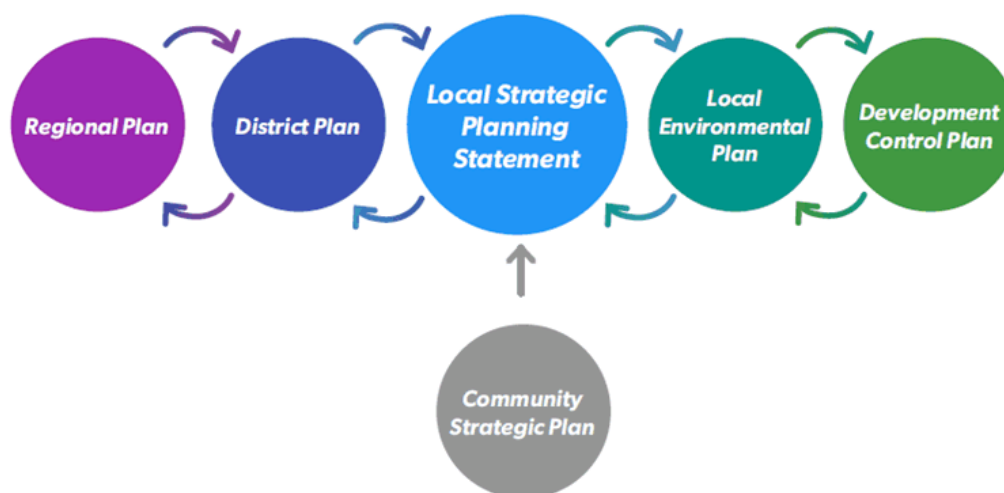 Regional Plan
District Plan
Local Strategic
Planning
Statement
Local
Environmental
Plan
Development
Control Plan
Community
Strategic Plan